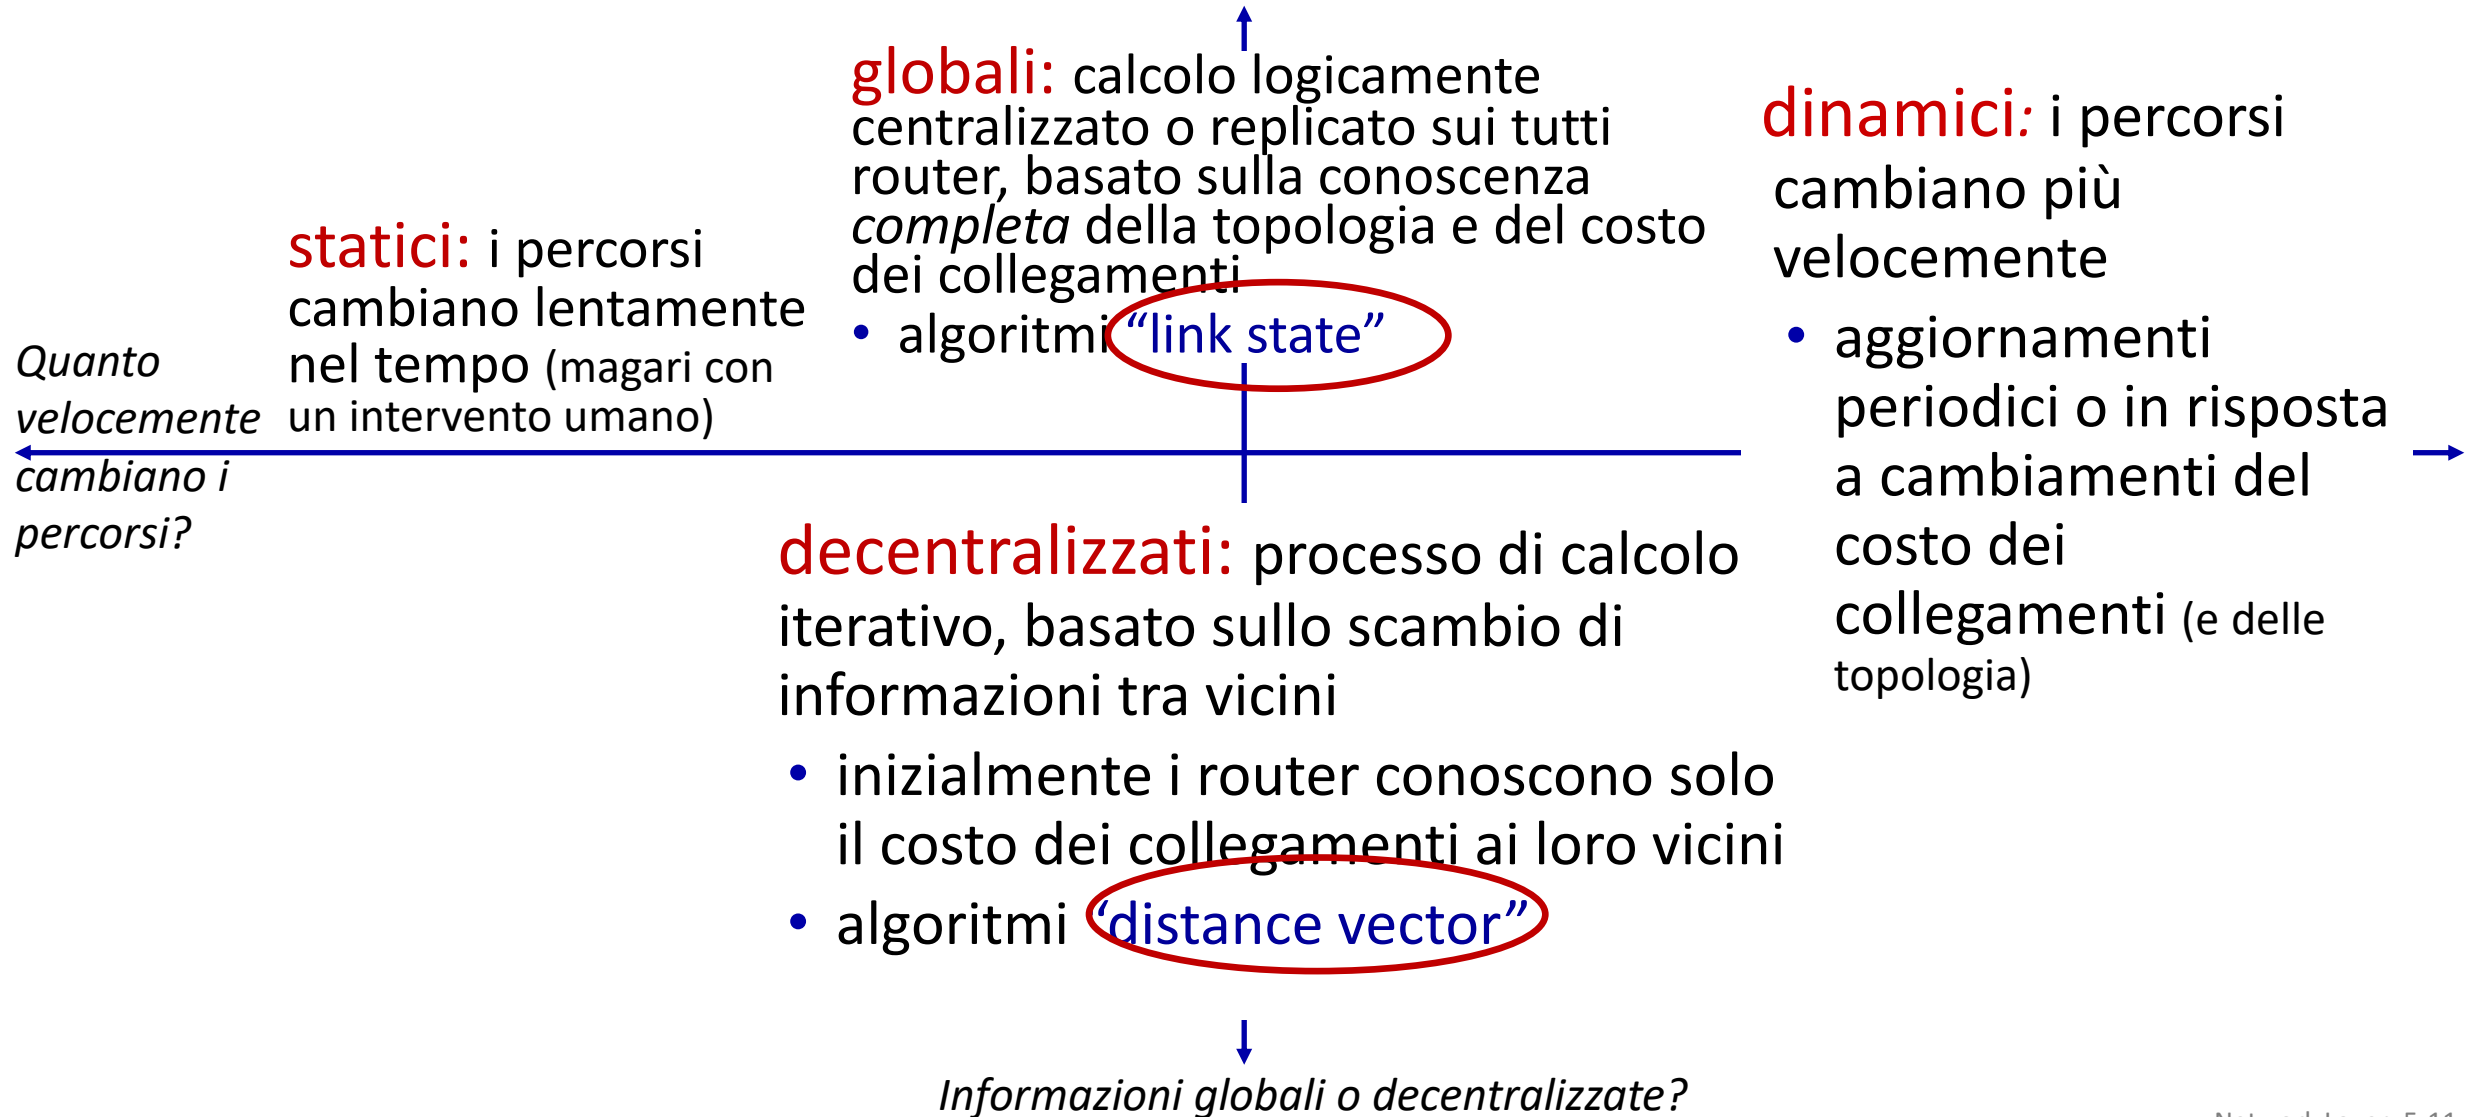 globali: calcolo logicamente
centralizzato o replicato sui tutti
router, basato sulla conoscenza
completa della topologia e del costo
dei collegamenti
• algoritmi “link state”
dinamici: i percorsi
cambiano più
velocemente
• aggiornamenti
periodici o in risposta
a cambiamenti del
costo dei
collegamenti (e delle
topologia)
statici: i percorsi
cambiano lentamente
nel tempo (magari con
un intervento umano)
Quanto
velocemente
cambiano i
percorsi?
decentralizzati: processo di calcolo
iterativo, basato sullo scambio di
informazioni tra vicini
• inizialmente i router conoscono solo
il costo dei collegamenti ai loro vicini
• algoritmi “distance vector”
Informazioni globali o decentralizzate?